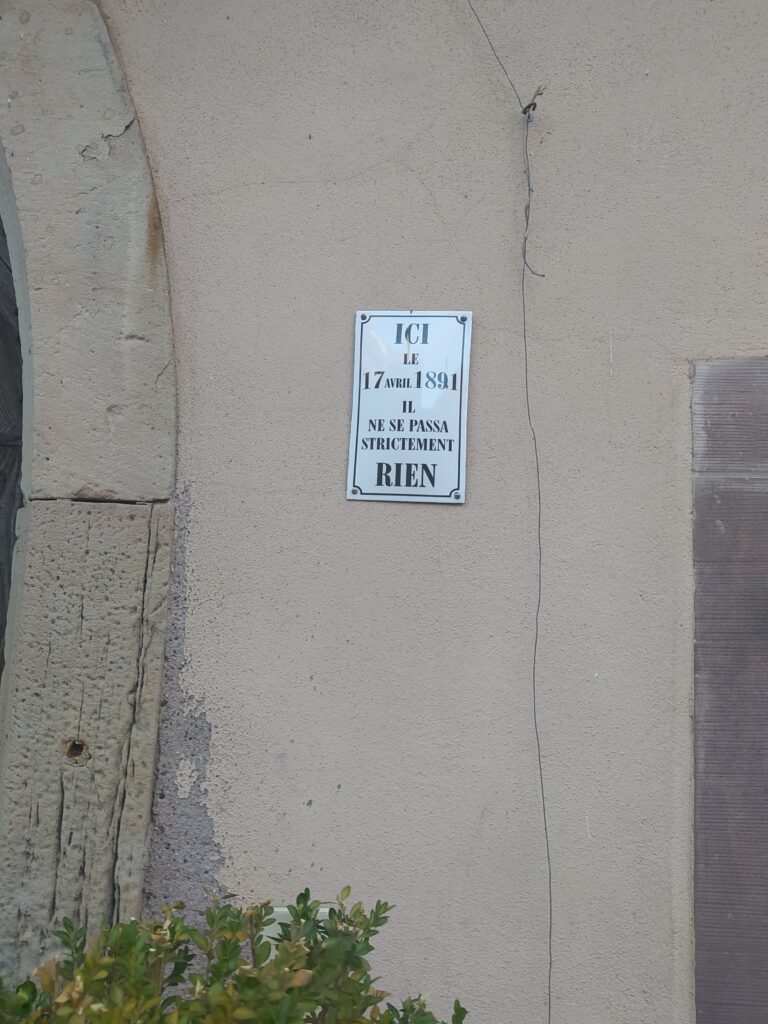 ICI
LE
17 AVRIL 1891
IL
NE SE PASSA
STRICTEMENT
RIEN